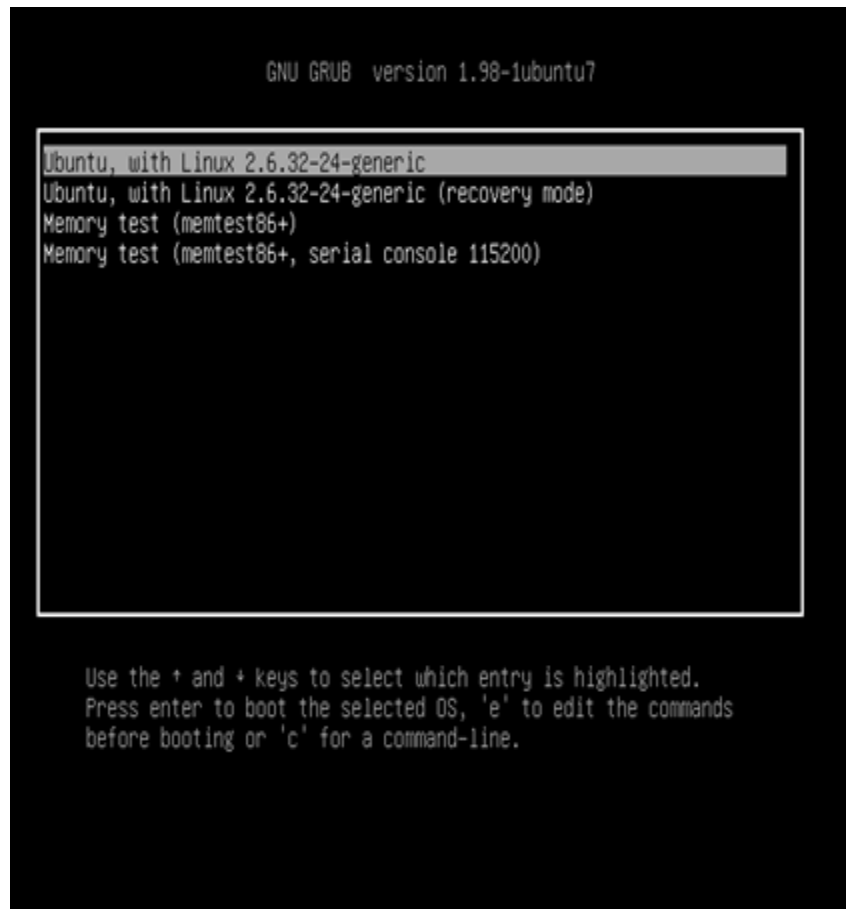 GNU GRUB  version 1.98-1ubuntu7
Ubuntu, with Linux 2.6.32-24-generic
Ubuntu, with Linux 2.6.32-24-generic (recovery mode)
Memory test (memtest86+)
Memory test (memtest86+, serial console 115200)
Use the ↑ and ↓ keys to select which entry is highlighted.
Press enter to boot the selected OS, 'e' to edit the commands
before booting or 'c' for a command-line.